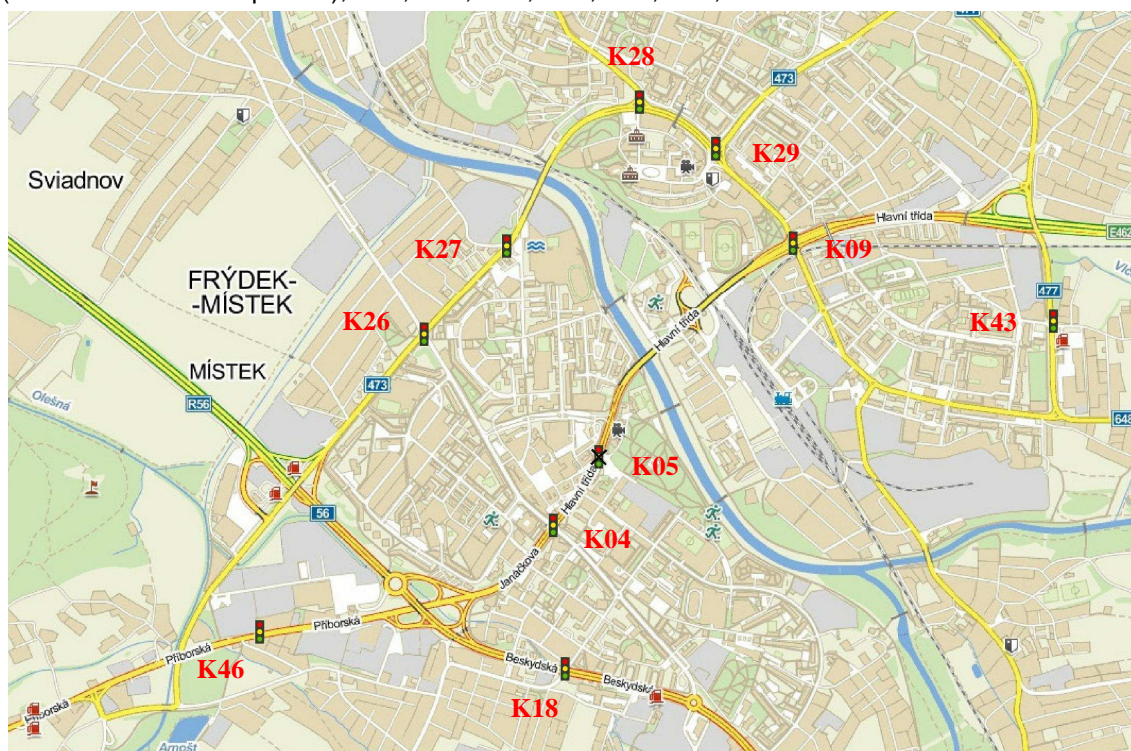 K28
473
K29
Sviadnov
Hlavní třída
E462
K27
K09
FRÝDEK-
-MÍSTEK
477
K26
Hlavní třída
K43
MÍSTEK
473
Olešná
R56
648
K05
Hlavní třída
56
K04
Janáčkova
Příborská
Příborská
K46
Beskydská
Beskydská
K18
Příborská
Arnošt